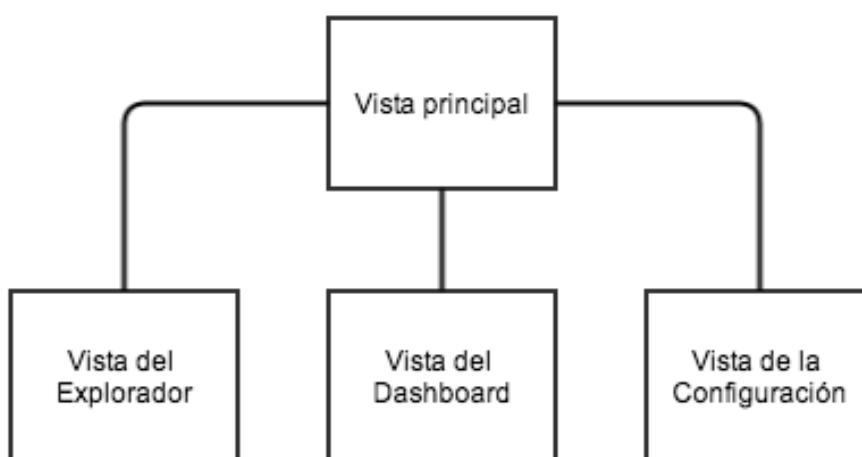 Vista principal
Vista del
Explorador
Vista del
Dashboard
Vista de la
Configuración